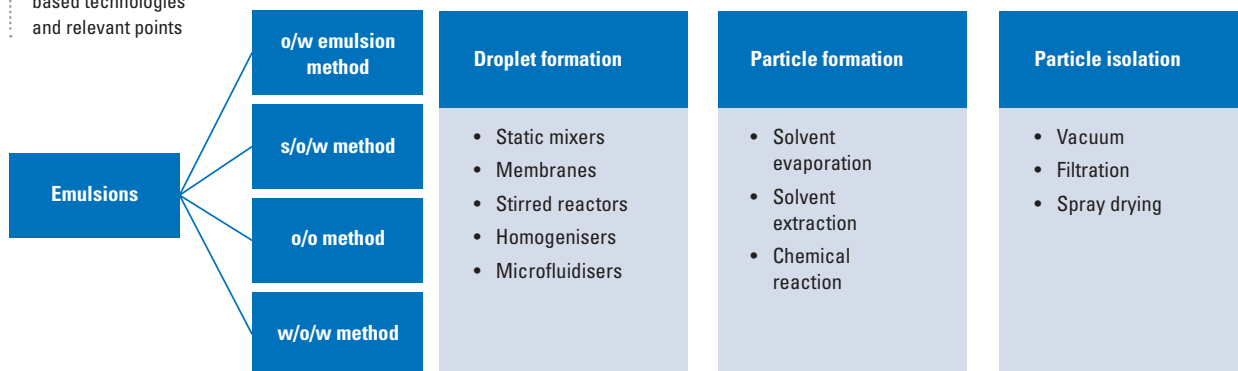 based technologies
and relevant points
Emulsions
o/w emulsion
method
s/o/w method
o/o method
w/o/w method
Droplet formation
• Static mixers
• Membranes
• Stirred reactors
• Homogenisers
• Microfluidisers
Particle formation
• Solvent
evaporation
• Solvent
extraction
• Chemical
reaction
Particle isolation
• Vacuum
• Filtration
• Spray drying